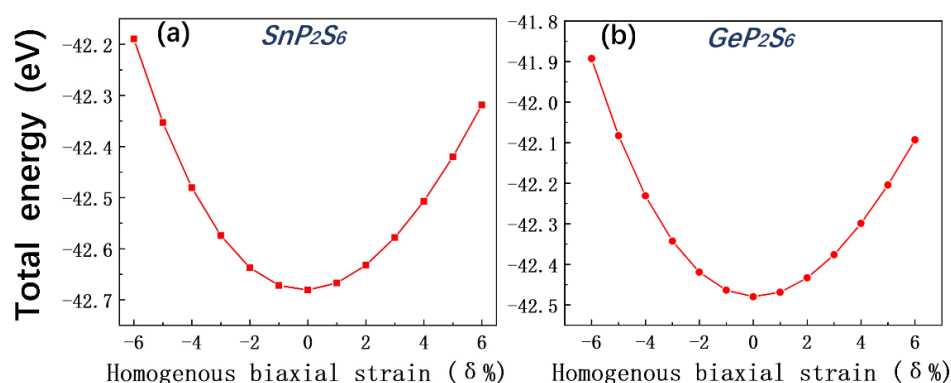 Total energy (eV)
(a)
SnP2S6
-42.2
-42.3
-42.4
-42.5
-42.6
-42.7
-6 -4 -2 0 2 4 6
Homogenous biaxial strain (δ%)
(b)
GeP2S6
-41.8
-41.9
-42.0
-42.1
-42.2
-42.3
-42.4
-42.5
-6 -4 -2 0 2 4 6
Homogenous biaxial strain (δ%)